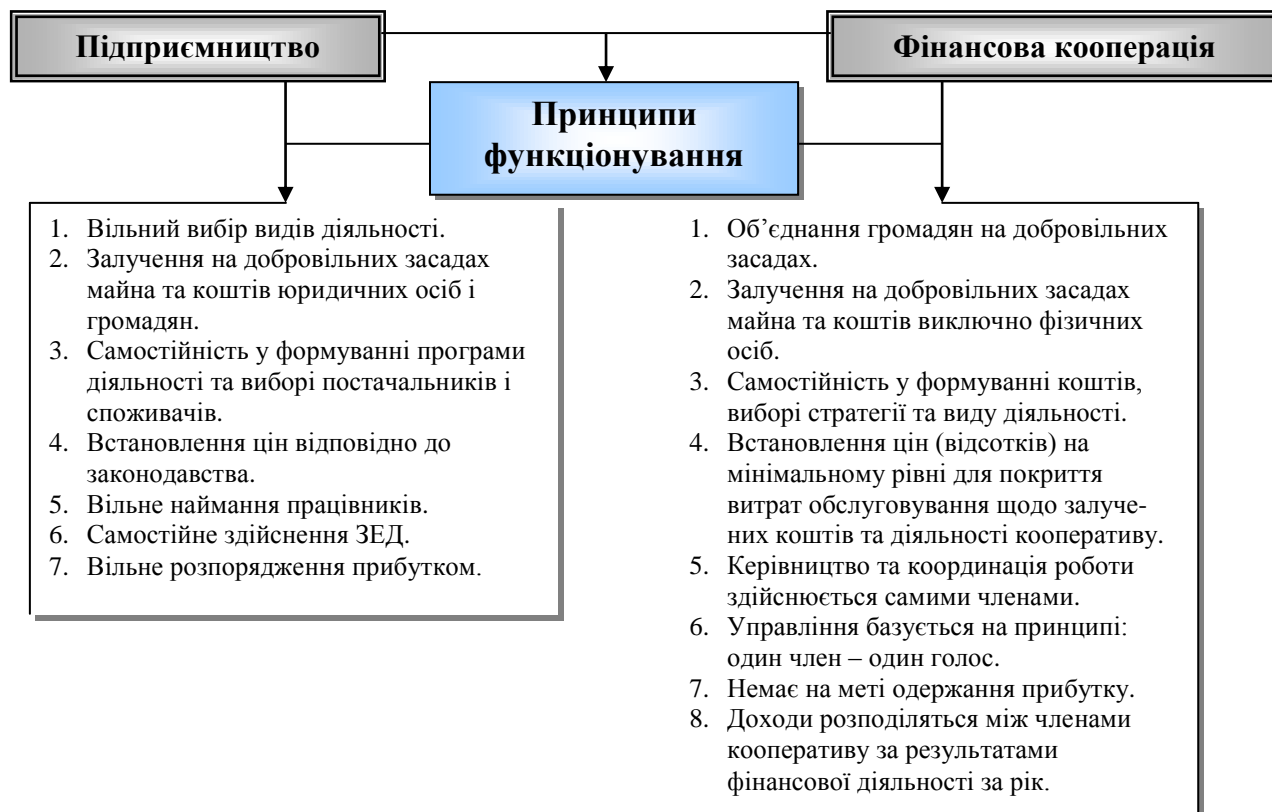 Підприємництво
Фінансова кооперація
Принципи
функціонування
1. Вільний вибір видів діяльності.
2. Залучення на добровільних засадах
майна та коштів юридичних осіб і
громадян.
3. Самостійність у формуванні програми
діяльності та виборі постачальників і
споживачів.
4. Встановлення цін відповідно до
законодавства.
5. Вільне наймання працівників.
6. Самостійне здійснення ЗЕД.
7. Вільне розпорядження прибутком.
1. Об’єднання громадян на добровільних
засадах.
2. Залучення на добровільних засадах
майна та коштів виключно фізичних
осіб.
3. Самостійність у формуванні коштів,
виборі стратегії та виду діяльності.
4. Встановлення цін (відсотків) на
мінімальному рівні для покриття
витрат обслуговування щодо залуче-
них коштів та діяльності кооперативу.
5. Керівництво та координація роботи
здійснюється самими членами.
6. Управління базується на принципі:
один член – один голос.
7. Немає на меті одержання прибутку.
8. Доходи розподіляться між членами
кооперативу за результатами
фінансової діяльності за рік.